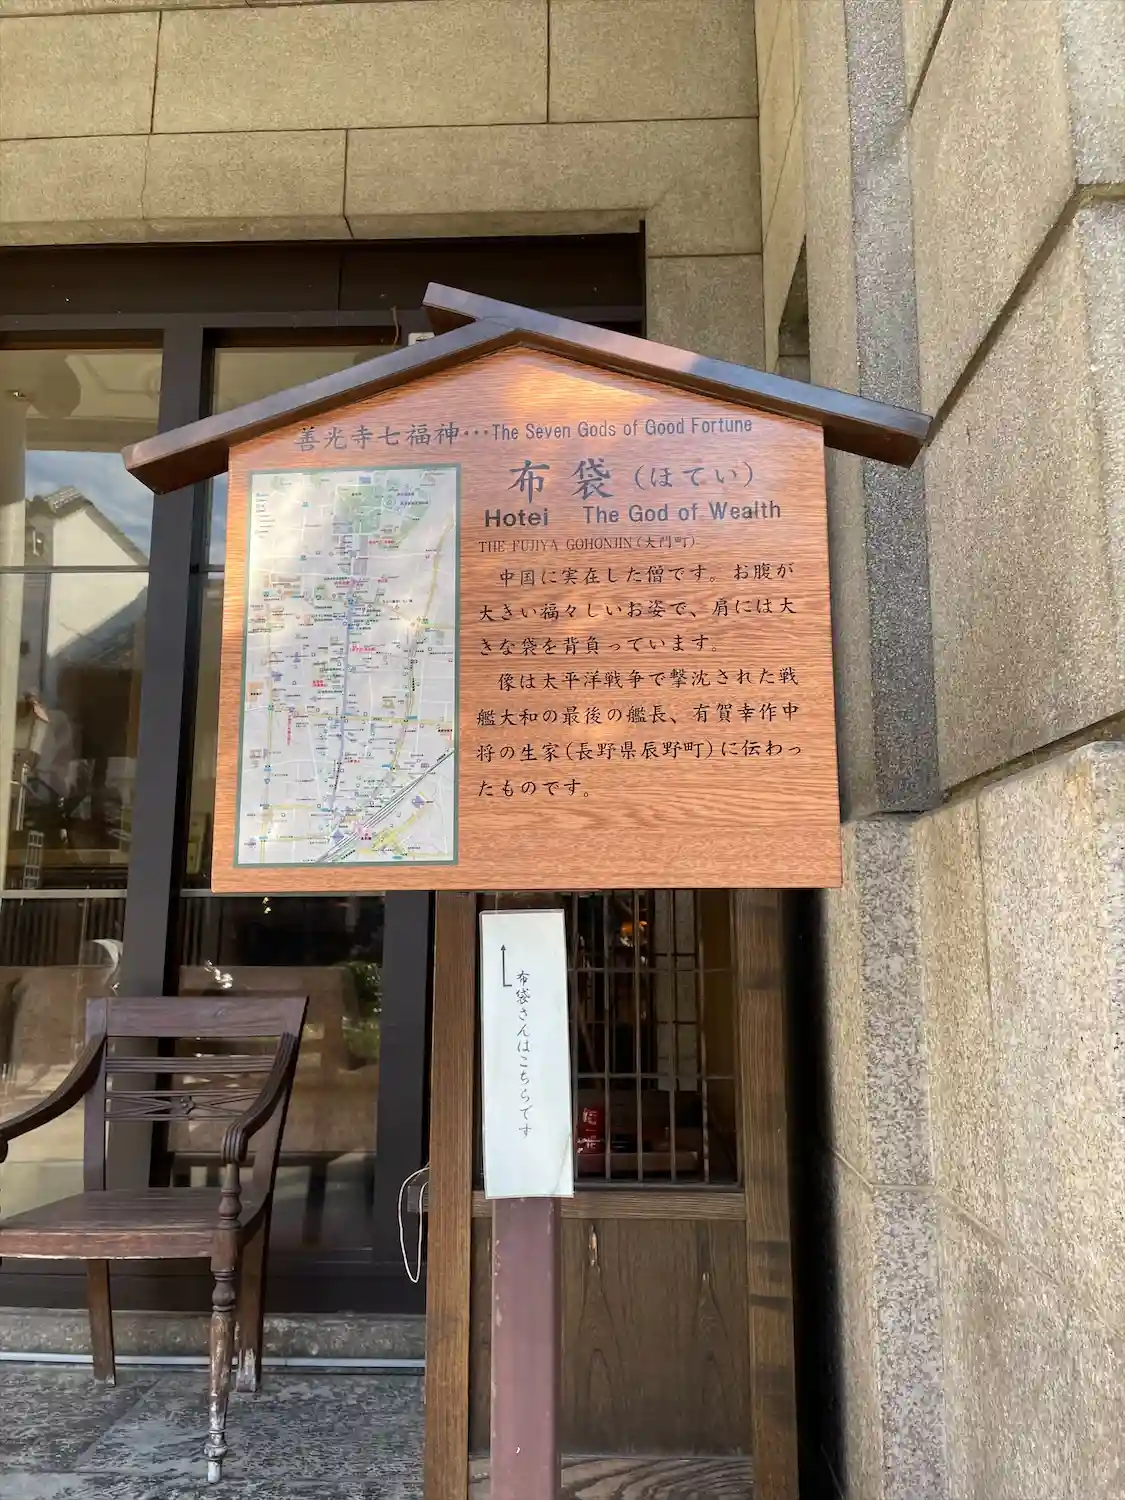 善光寺七福神・・・The Seven Gods of Good Fortune
布袋（ほてい）
Hotei The God of Wealth
THE FUJIYA GOHONJIN（大門町）
中国に実在した僧です。お腹が
大きい福々しいお姿で、肩には大
きな袋を背負っています。
像は太平洋戦争で撃沈された戦
艦大和の最後の艦長、有賀幸作中
将の生家（長野県辰野町）に伝わっ
たものです。
布袋さんはこちらです